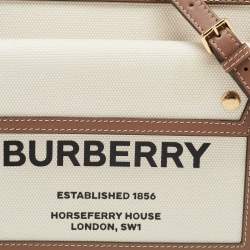 BURBERRY
ESTABLISHED 1856
HORSEFERRY HOUSE
LONDON, SW1